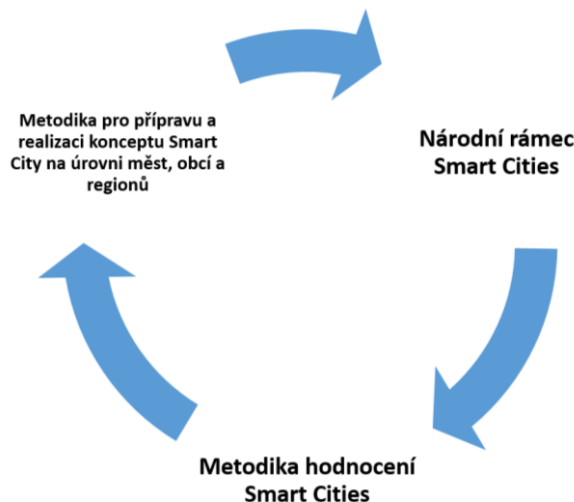 Metodika pro přípravu a
realizaci konceptu Smart
City na úrovni měst, obcí a
regionů
Národní rámec
Smart Cities
Metodika hodnocení
Smart Cities